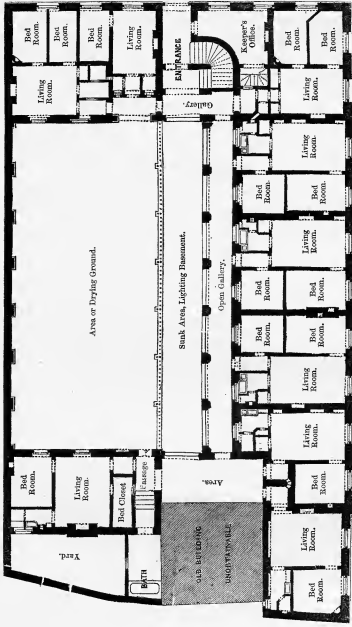 Bed
Room.
Bed
Room.
Bed
Room.
Living
Room.
ENTRANCE
Keeper's
Office.
Bed
Room.
Bed
Room.
Living
Room.
Gallery.
Living
Room.
Area or Drying Ground.
Sunk Area, Lighting Basement.
Open Gallery,
Living
Room.
Bed
Room.
Bed
Room.
Living
Room.
Bed
Room.
Bed
Room.
Bed
Room.
Bed
Room.
Living
Room.
Living
Room.
Bed
Room.
Living
Room.
Bed
Room.
Bed
Room.
Living
Room.
Bed Closet
Passage
Area.
Yard.
BATH
OLD BUILDING
UNOBTAINABLE